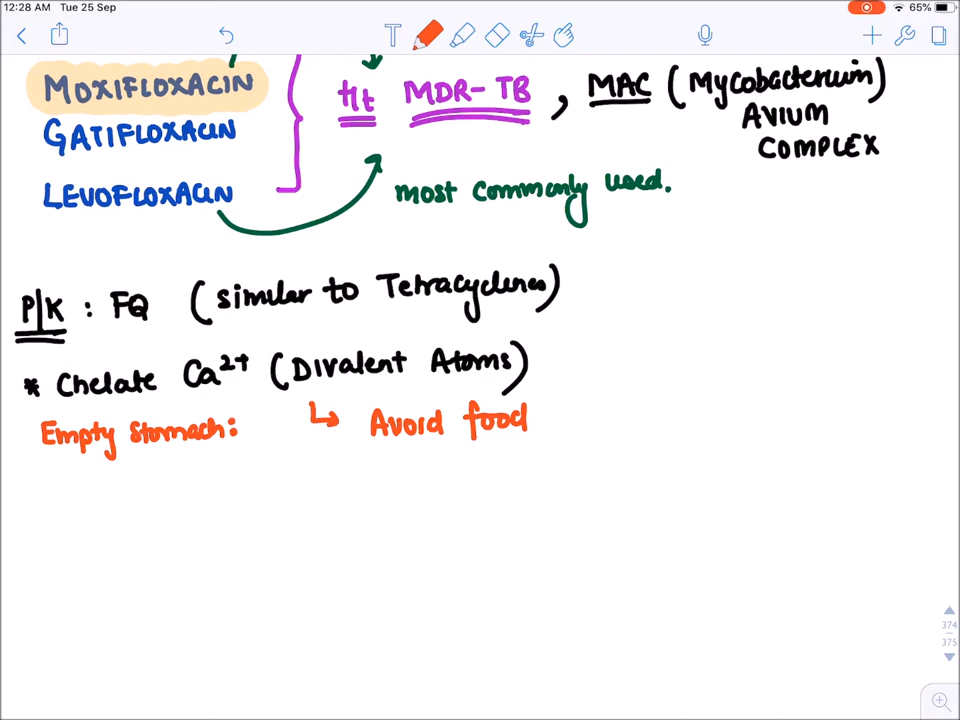 12:28 AM Tue 25 Sep 65%
T
MOXIFLOXACIN
Ht MDR-TB , MAC (Mycobacterium)
GATIFLOXACIN
AVIUM
COMPLEX
LEVOFLOXACIN
most commonly used.
P|K : FQ (Similar to Tetracyclines)
* Chelate Ca2+ (Divalent Atoms)
Empty Stomach: ↳ Avoid food
374
375